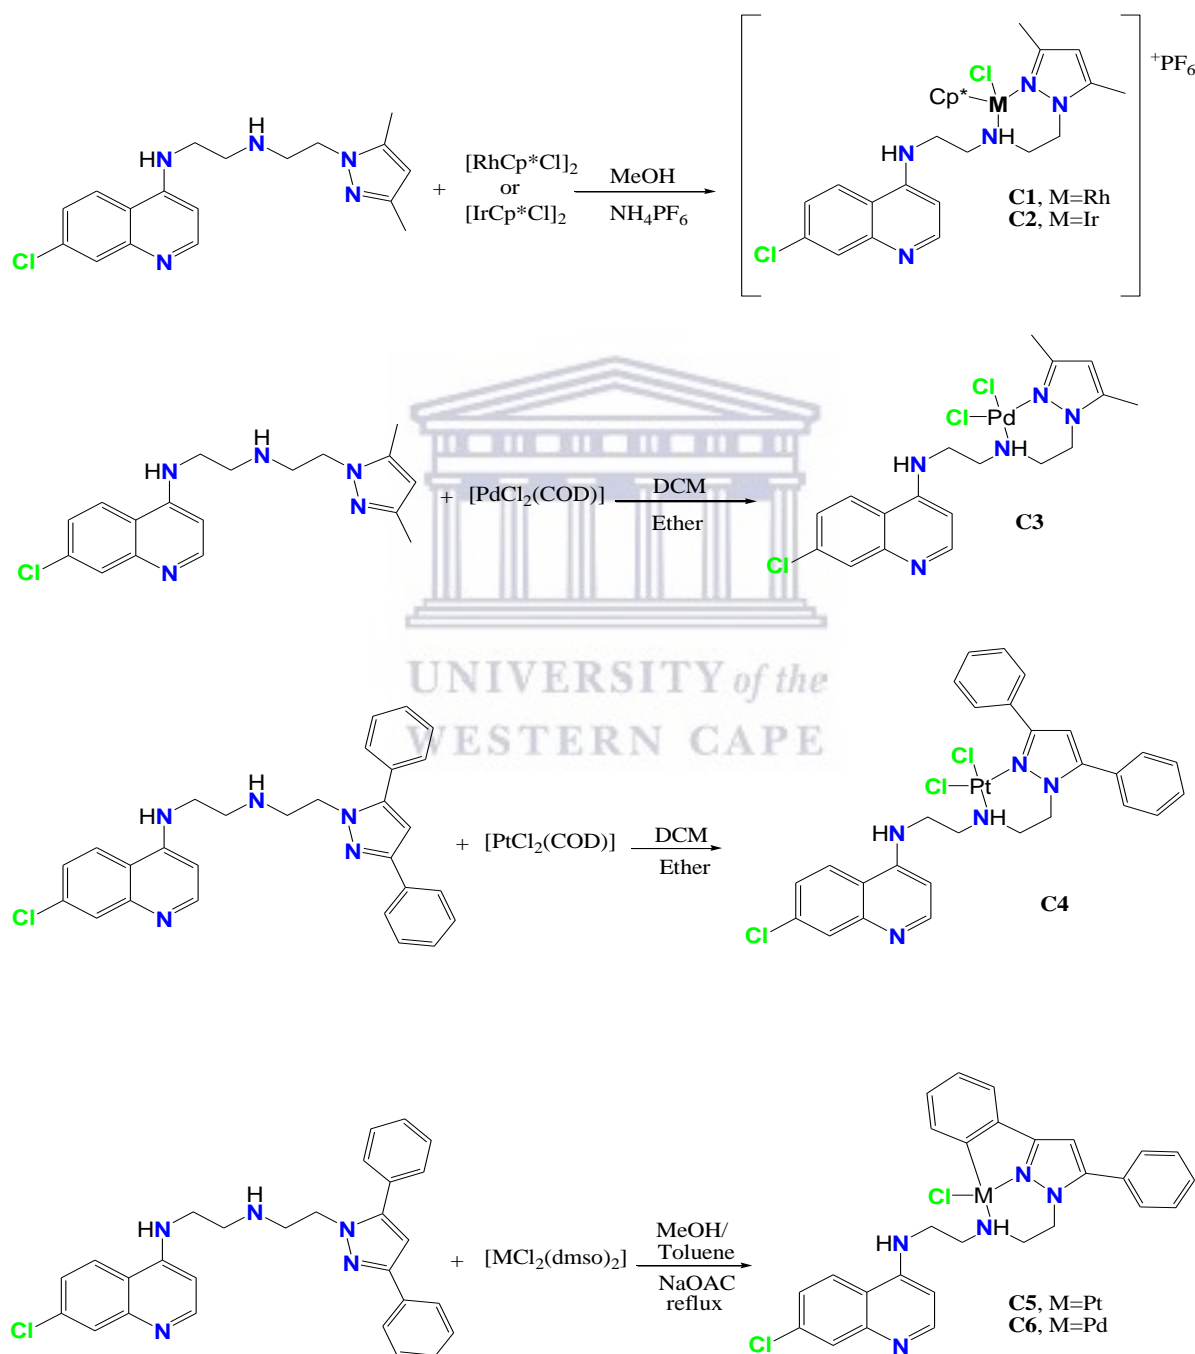 H
HN N N N
Cl N
+
[RhCp*Cl]2
or
[IrCp*Cl]2
MeOH
NH4PF6
Cl
Cp* M N N
NH
HN
Cl N
C1, M=Rh
C2, M=Ir
+PF6
H
HN N N N
Cl N
+ [PdCl2(COD)]
DCM
Ether
Cl
Cl Pd N N
NH
HN
Cl N
C3
UNIVERSITY of the
WESTERN CAPE
H
HN N N N
Cl N
+ [PtCl2(COD)]
DCM
Ether
Cl
Cl Pt N N
NH
HN
Cl N
C4
H
HN N N N
Cl N
+ [MCl2(dmso)2]
MeOH/
Toluene
NaOAC
reflux
Cl M N N
NH
HN
Cl N
C5, M=Pt
C6, M=Pd